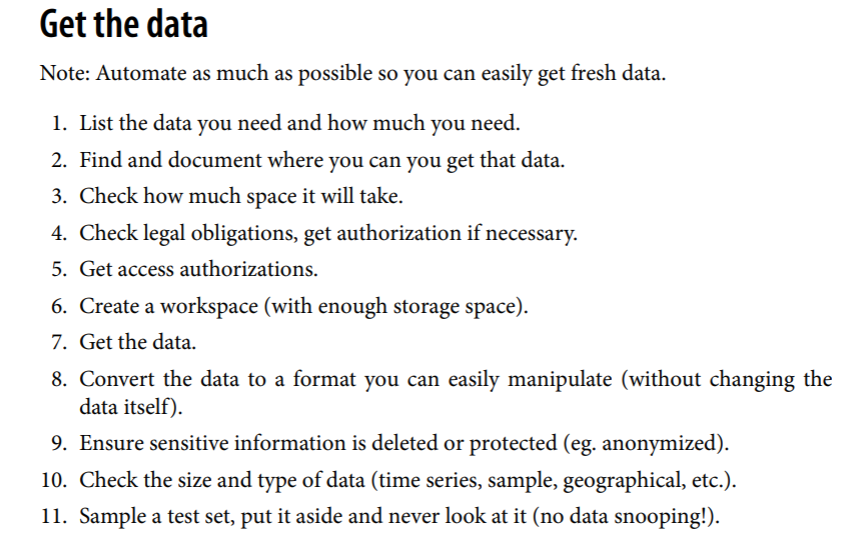 Get the data
Note: Automate as much as possible so you can easily get fresh data.
1. List the data you need and how much you need.
2. Find and document where you can you get that data.
3. Check how much space it will take.
4. Check legal obligations, get authorization if necessary.
5. Get access authorizations.
6. Create a workspace (with enough storage space).
7. Get the data.
8. Convert the data to a format you can easily manipulate (without changing the
data itself).
9. Ensure sensitive information is deleted or protected (eg. anonymized).
10. Check the size and type of data (time series, sample, geographical, etc.).
11. Sample a test set, put it aside and never look at it (no data snooping!).